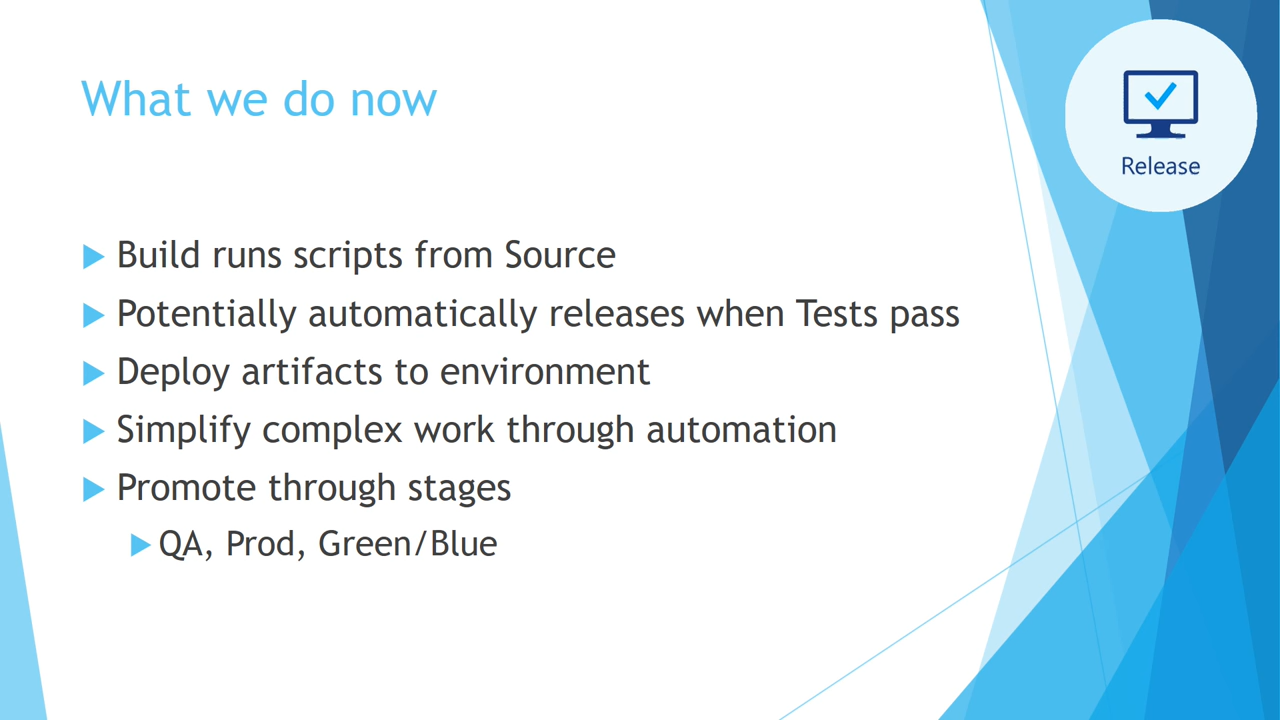 What we do now
Release
Build runs scripts from Source
Potentially automatically releases when Tests pass
Deploy artifacts to environment
Simplify complex work through automation
Promote through stages
QA, Prod, Green/Blue